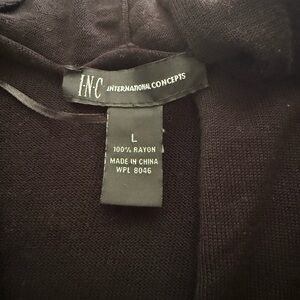 I·N·C INTERNATIONAL CONCEPTS
L
100% RAYON
MADE IN CHINA
WPL 8046